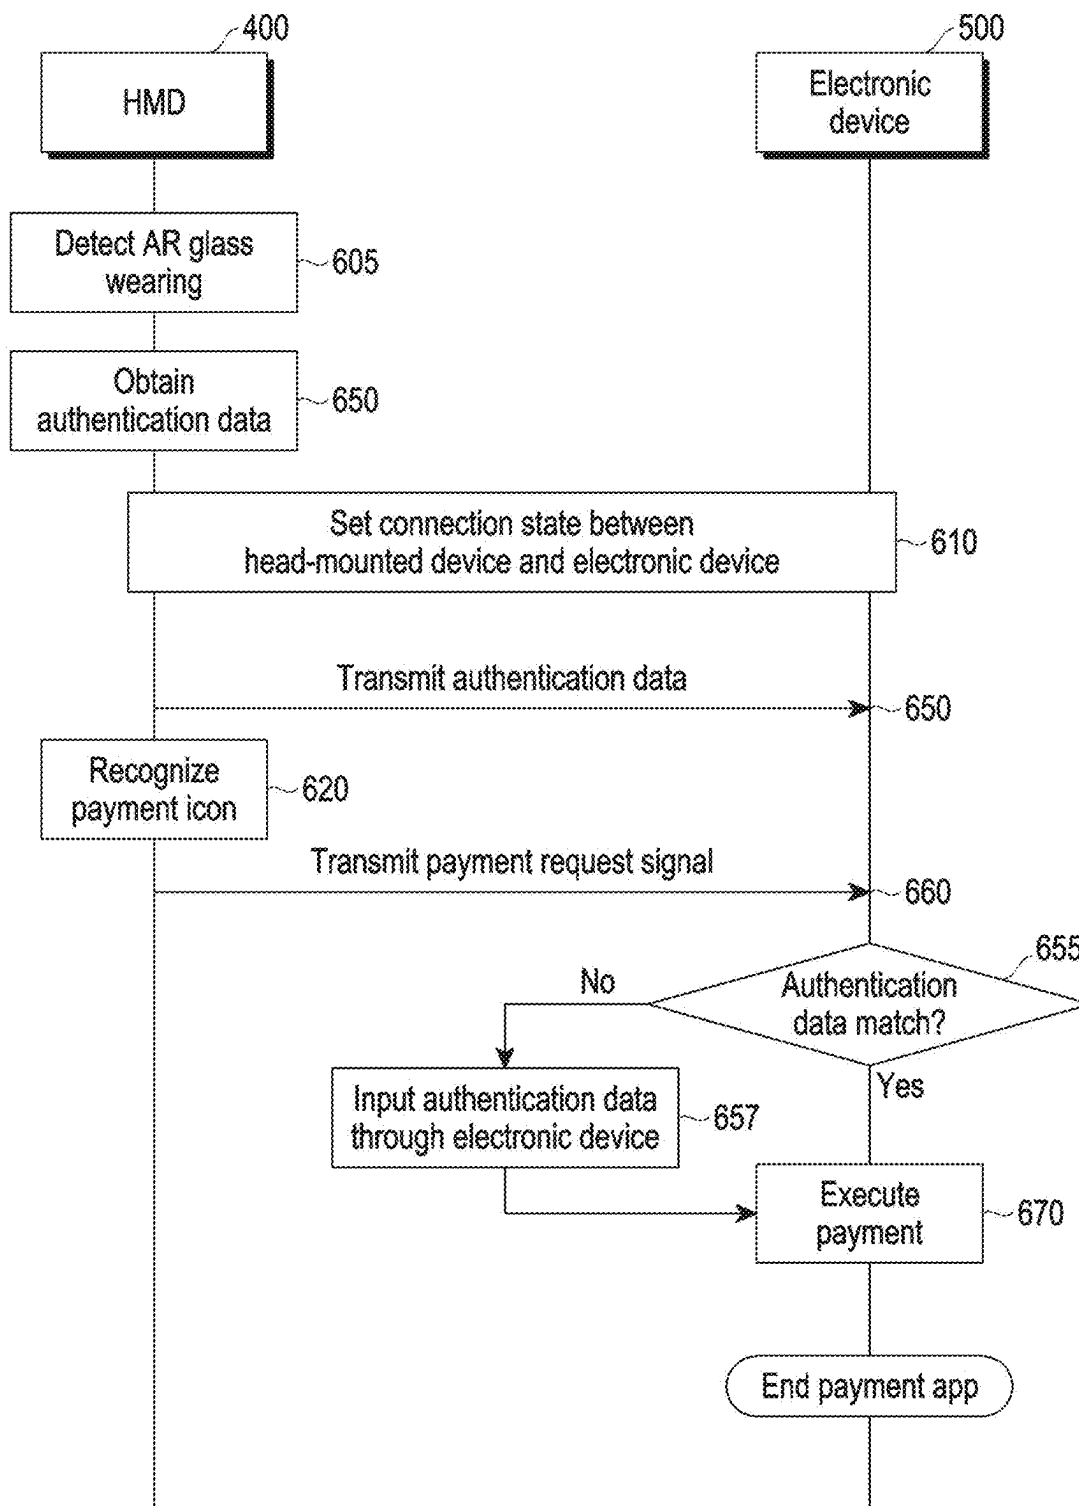 400
500
HMD
Electronic
device
Detect AR glass
wearing
605
Obtain
authentication data
650
Set connection state between
head-mounted device and electronic device
610
Transmit authentication data
650
Recognize
payment icon
620
Transmit payment request signal
660
655
No
Authentication
data match?
Yes
Input authentication data
through electronic device
657
Execute
payment
670
End payment app